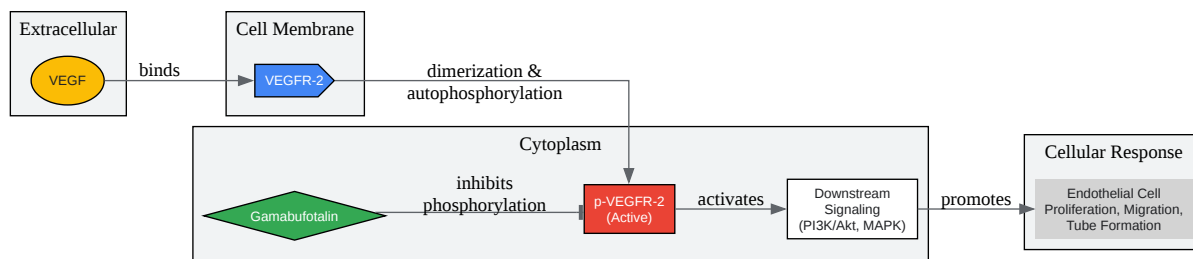 Extracellular
VEGF
binds
Cell Membrane
VEGFR-2
dimerization &
autophosphorylation
Cytoplasm
Gamabufotalin
inhibits
phosphorylation
p-VEGFR-2
(Active)
activates
Downstream
Signaling
(PI3K/Akt, MAPK)
promotes
Cellular Response
Endothelial Cell
Proliferation, Migration,
Tube Formation